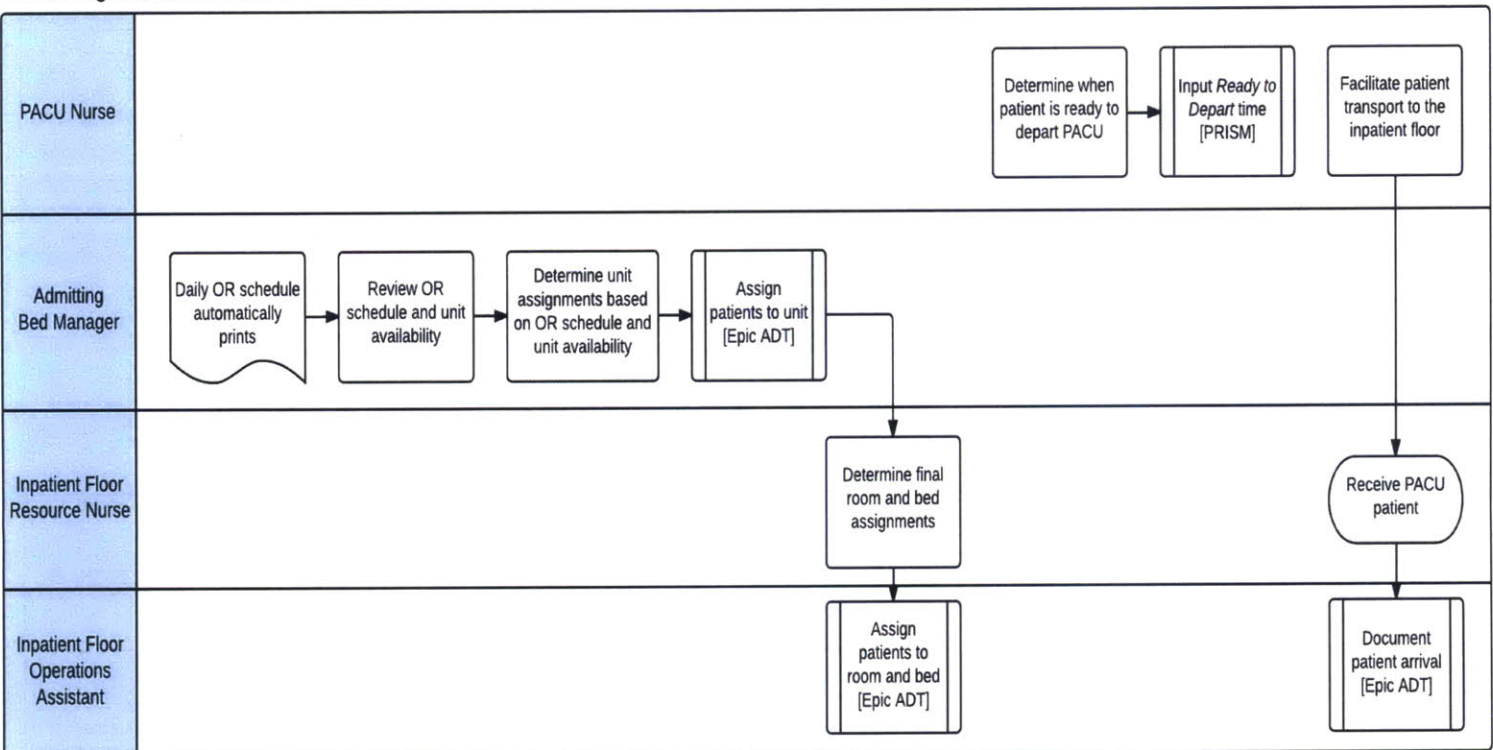 PACU Nurse
Determine when
patient is ready to
depart PACU
Input Ready to
Depart time
[PRISM]
Facilitate patient
transport to the
inpatient floor
Admitting
Bed Manager
Daily OR schedule
automatically
prints
Review OR
schedule and unit
availability
Determine unit
assignments based
on OR schedule and
unit availability
Assign
patients to unit
[Epic ADT]
Inpatient Floor
Resource Nurse
Determine final
room and bed
assignments
Receive PACU
patient
Inpatient Floor
Operations
Assistant
Assign
patients to
room and bed
[Epic ADT]
Document
patient arrival
[Epic ADT]